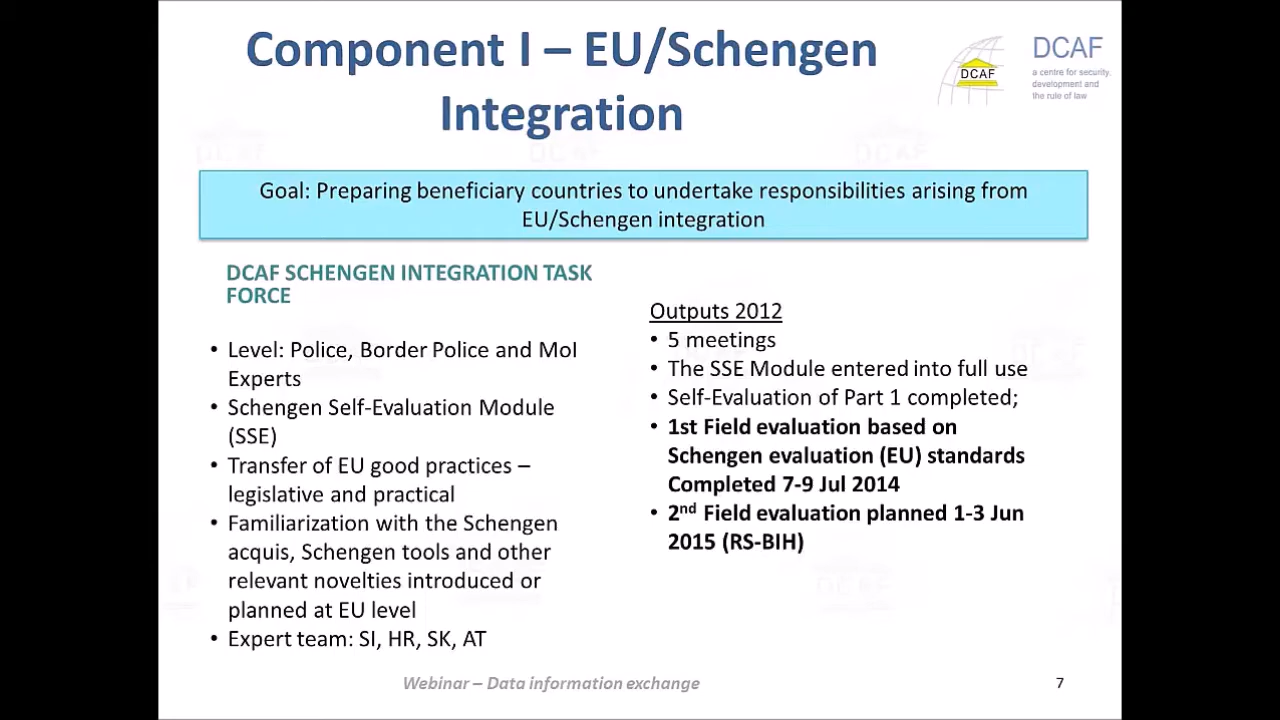 Component I – EU/Schengen
Integration
DCAF
DCAF
a centre for security,
development and
the rule of law
Goal: Preparing beneficiary countries to undertake responsibilities arising from
EU/Schengen integration
DCAF SCHENGEN INTEGRATION TASK
FORCE
• Level: Police, Border Police and MoI
Experts
• Schengen Self-Evaluation Module
(SSE)
• Transfer of EU good practices –
legislative and practical
• Familiarization with the Schengen
acquis, Schengen tools and other
relevant novelties introduced or
planned at EU level
• Expert team: SI, HR, SK, AT
Outputs 2012
• 5 meetings
• The SSE Module entered into full use
• Self-Evaluation of Part 1 completed;
• 1st Field evaluation based on
Schengen evaluation (EU) standards
Completed 7-9 Jul 2014
• 2nd Field evaluation planned 1-3 Jun
2015 (RS-BIH)
Webinar – Data information exchange
7